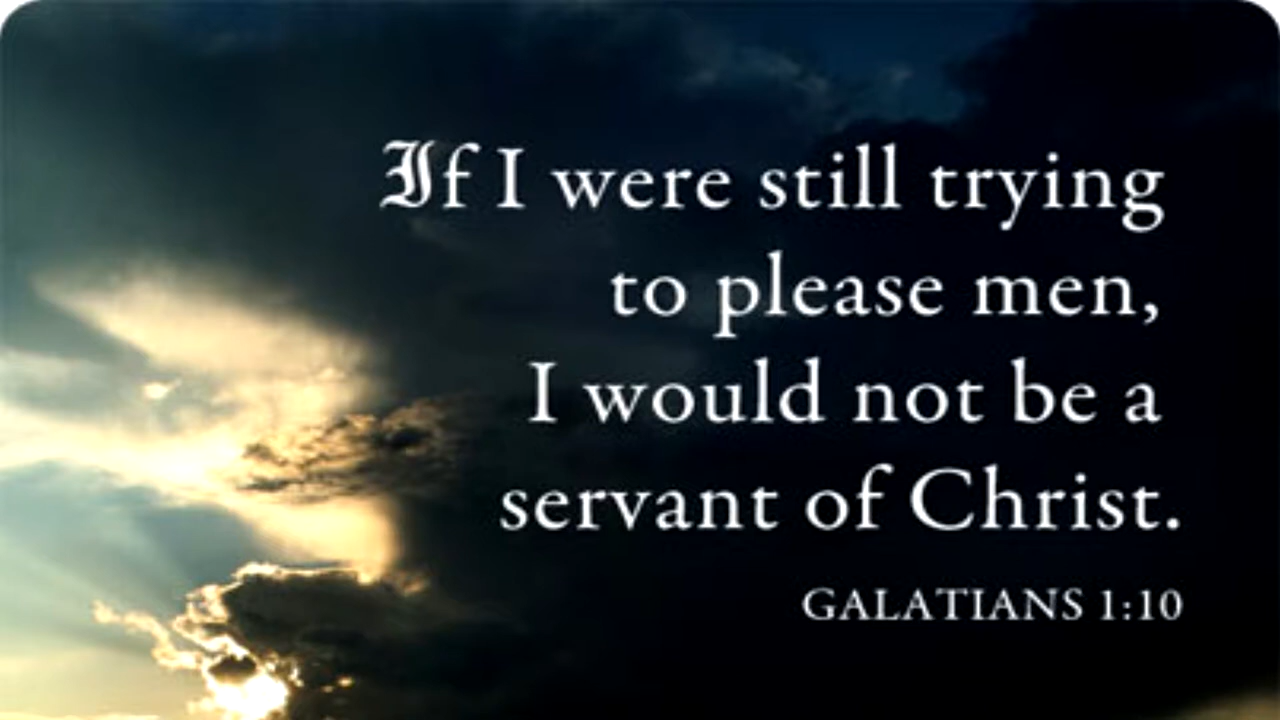 If I were still trying
to please men,
I would not be a
servant of Christ.
GALATIANS 1:10